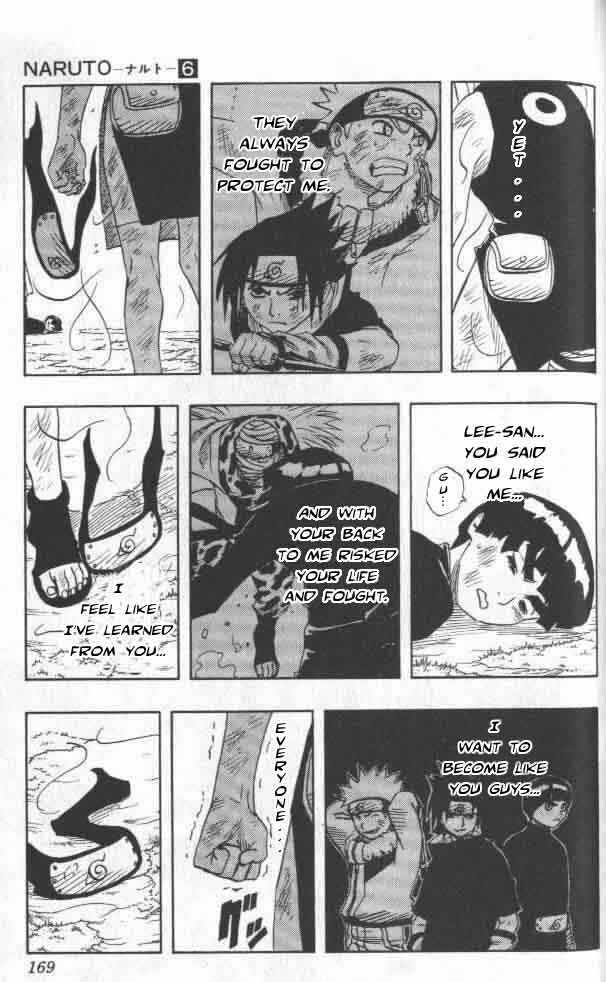 NARUTO—ナルト—6
YET...
THEY
ALWAYS
FOUGHT TO
PROTECT ME.
LEE-SAN...
YOU SAID
YOU LIKE
ME...
GU...
AND WITH
YOUR BACK
TO ME RISKED
YOUR LIFE
AND FOUGHT.
I
FEEL LIKE
I'VE LEARNED
FROM YOU...
I
WANT TO
BECOME LIKE
YOU GUYS...
EVERYONE...
グッ
169